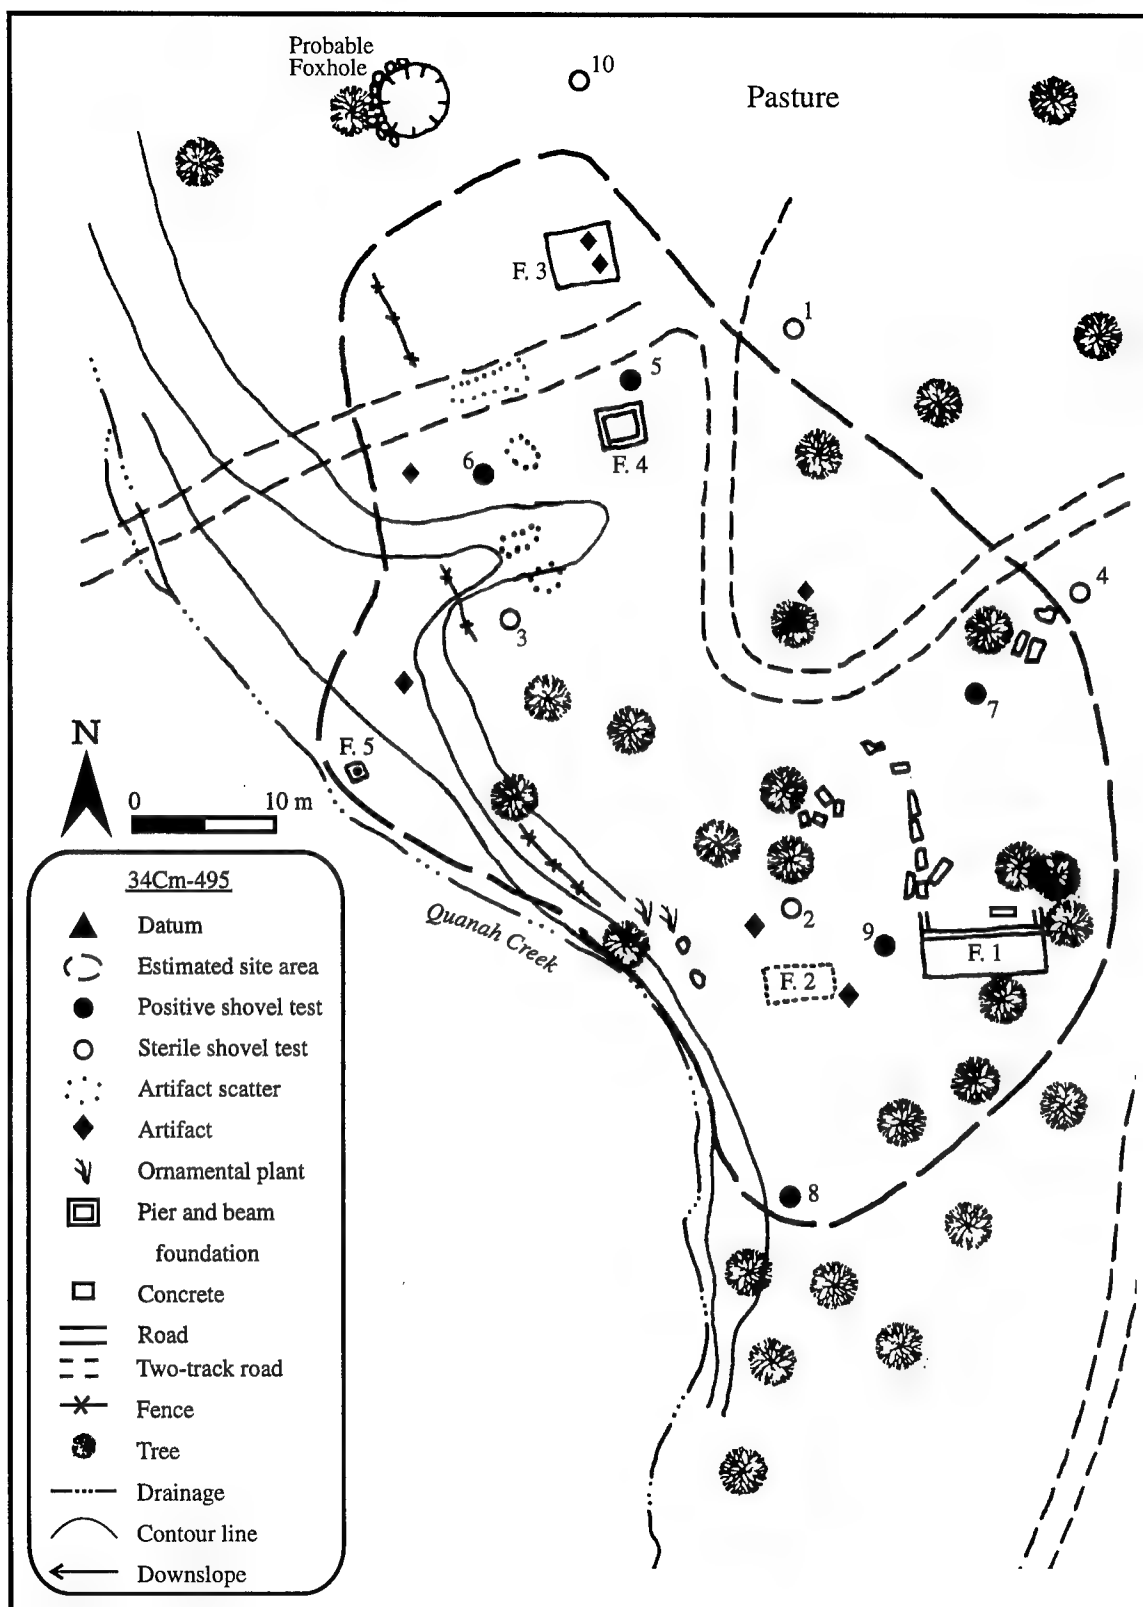 Probable
Foxhole
10
Pasture
F. 3
1
5
F. 4
6
4
3
7
N
F. 5
0 10 m
2
9
F. 1
F. 2
Quanah Creek
8
34Cm-495
Datum
Estimated site area
Positive shovel test
Sterile shovel test
Artifact scatter
Artifact
Ornamental plant
Pier and beam
foundation
Concrete
Road
Two-track road
Fence
Tree
Drainage
Contour line
Downslope